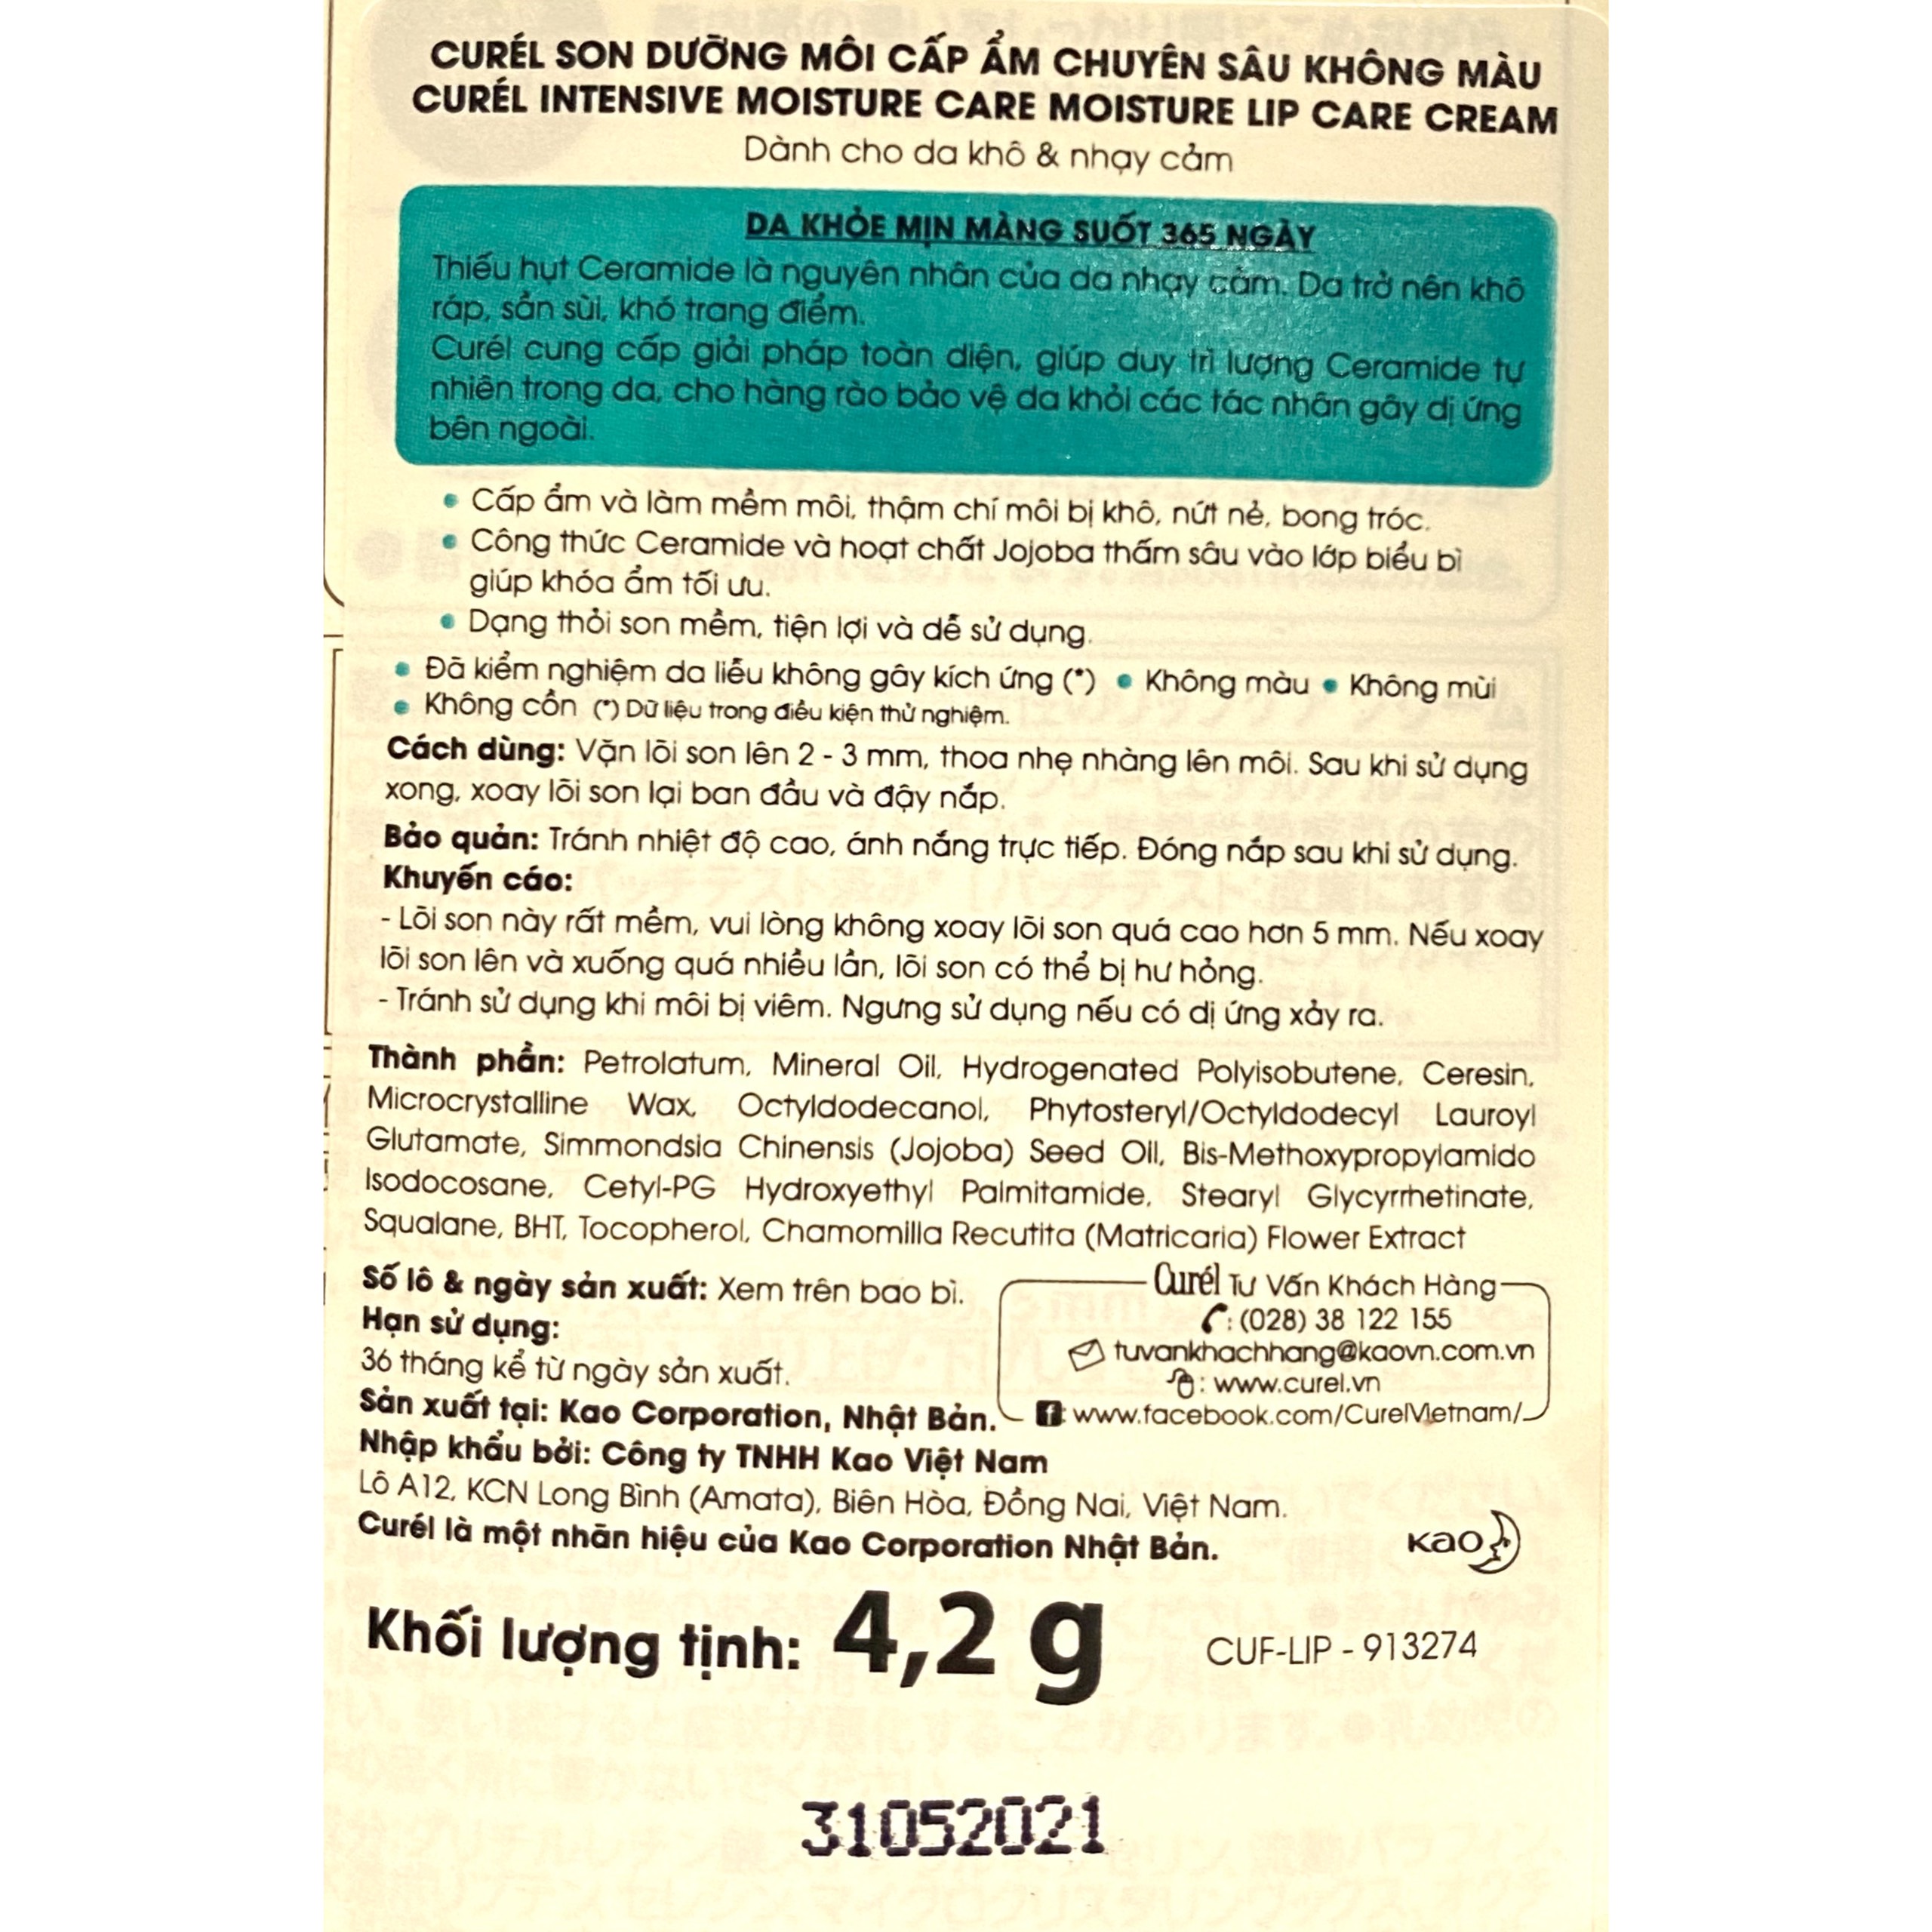 CURÉL SON DƯỠNG MÔI CẤP ẨM CHUYÊN SÂU KHÔNG MÀU
CURÉL INTENSIVE MOISTURE CARE MOISTURE LIP CARE CREAM
Dành cho da khô & nhạy cảm
DA KHỎE MỊN MÀNG SUỐT 365 NGÀY
Thiếu hụt Ceramide là nguyên nhân của da nhạy cảm. Da trở nên khô
ráp, sần sùi, khó trang điểm.
Curél cung cấp giải pháp toàn diện, giúp duy trì lượng Ceramide tự
nhiên trong da, cho hàng rào bảo vệ da khỏi các tác nhân gây dị ứng
bên ngoài.
• Cấp ẩm và làm mềm môi, thậm chí môi bị khô, nứt nẻ, bong tróc.
• Công thức Ceramide và hoạt chất Jojoba thấm sâu vào lớp biểu bì
giúp khóa ẩm tối ưu.
• Dạng thỏi son mềm, tiện lợi và dễ sử dụng.
• Đã kiểm nghiệm da liễu không gây kích ứng (*) • Không màu • Không mùi
• Không cồn (*) Dữ liệu trong điều kiện thử nghiệm.
Cách dùng: Vặn lõi son lên 2 - 3 mm, thoa nhẹ nhàng lên môi. Sau khi sử dụng
xong, xoay lõi son lại ban đầu và đậy nắp.
Bảo quản: Tránh nhiệt độ cao, ánh nắng trực tiếp. Đóng nắp sau khi sử dụng.
Khuyến cáo:
- Lõi son này rất mềm, vui lòng không xoay lõi son quá cao hơn 5 mm. Nếu xoay
lõi son lên và xuống quá nhiều lần, lõi son có thể bị hư hỏng.
- Tránh sử dụng khi môi bị viêm. Ngưng sử dụng nếu có dị ứng xảy ra.
Thành phần: Petrolatum, Mineral Oil, Hydrogenated Polyisobutene, Ceresin,
Microcrystalline Wax, Octyldodecanol, Phytosteryl/Octyldodecyl Lauroyl
Glutamate, Simmondsia Chinensis (Jojoba) Seed Oil, Bis-Methoxypropylamido
Isodocosane, Cetyl-PG Hydroxyethyl Palmitamide, Stearyl Glycyrrhetinate,
Squalane, BHT, Tocopherol, Chamomilla Recutita (Matricaria) Flower Extract
Số lô & ngày sản xuất: Xem trên bao bì.
Hạn sử dụng:
36 tháng kể từ ngày sản xuất.
Curél Tư Vấn Khách Hàng
: (028) 38 122 155
tuvankhachhang@kaovn.com.vn
: www.curel.vn
f: www.facebook.com/CurelVietnam/
Sản xuất tại: Kao Corporation, Nhật Bản.
Nhập khẩu bởi: Công ty TNHH Kao Việt Nam
Lô A12, KCN Long Bình (Amata), Biên Hòa, Đồng Nai, Việt Nam.
Curél là một nhãn hiệu của Kao Corporation Nhật Bản.
Kao
Khối lượng tịnh: 4,2 g
CUF-LIP - 913274
31052021